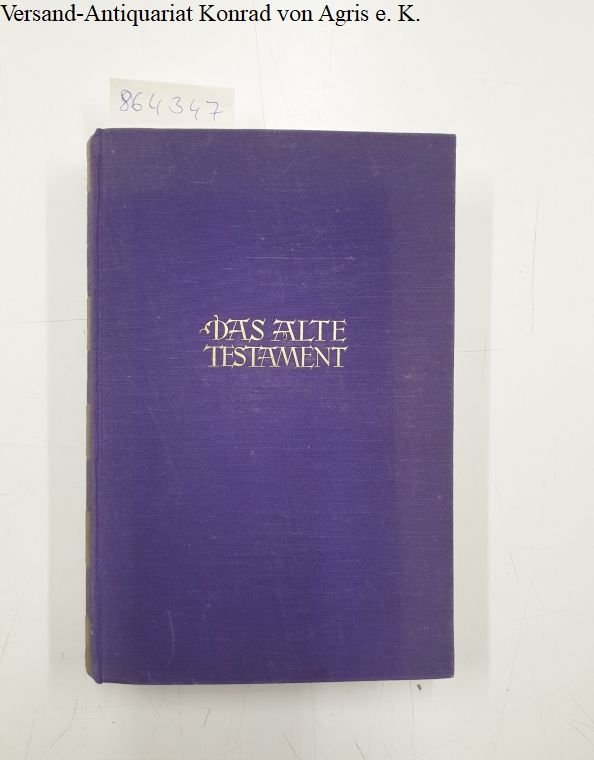 Versand-Antiquariat Konrad von Agris e. K.
864347
DAS ALTE
TESTAMENT